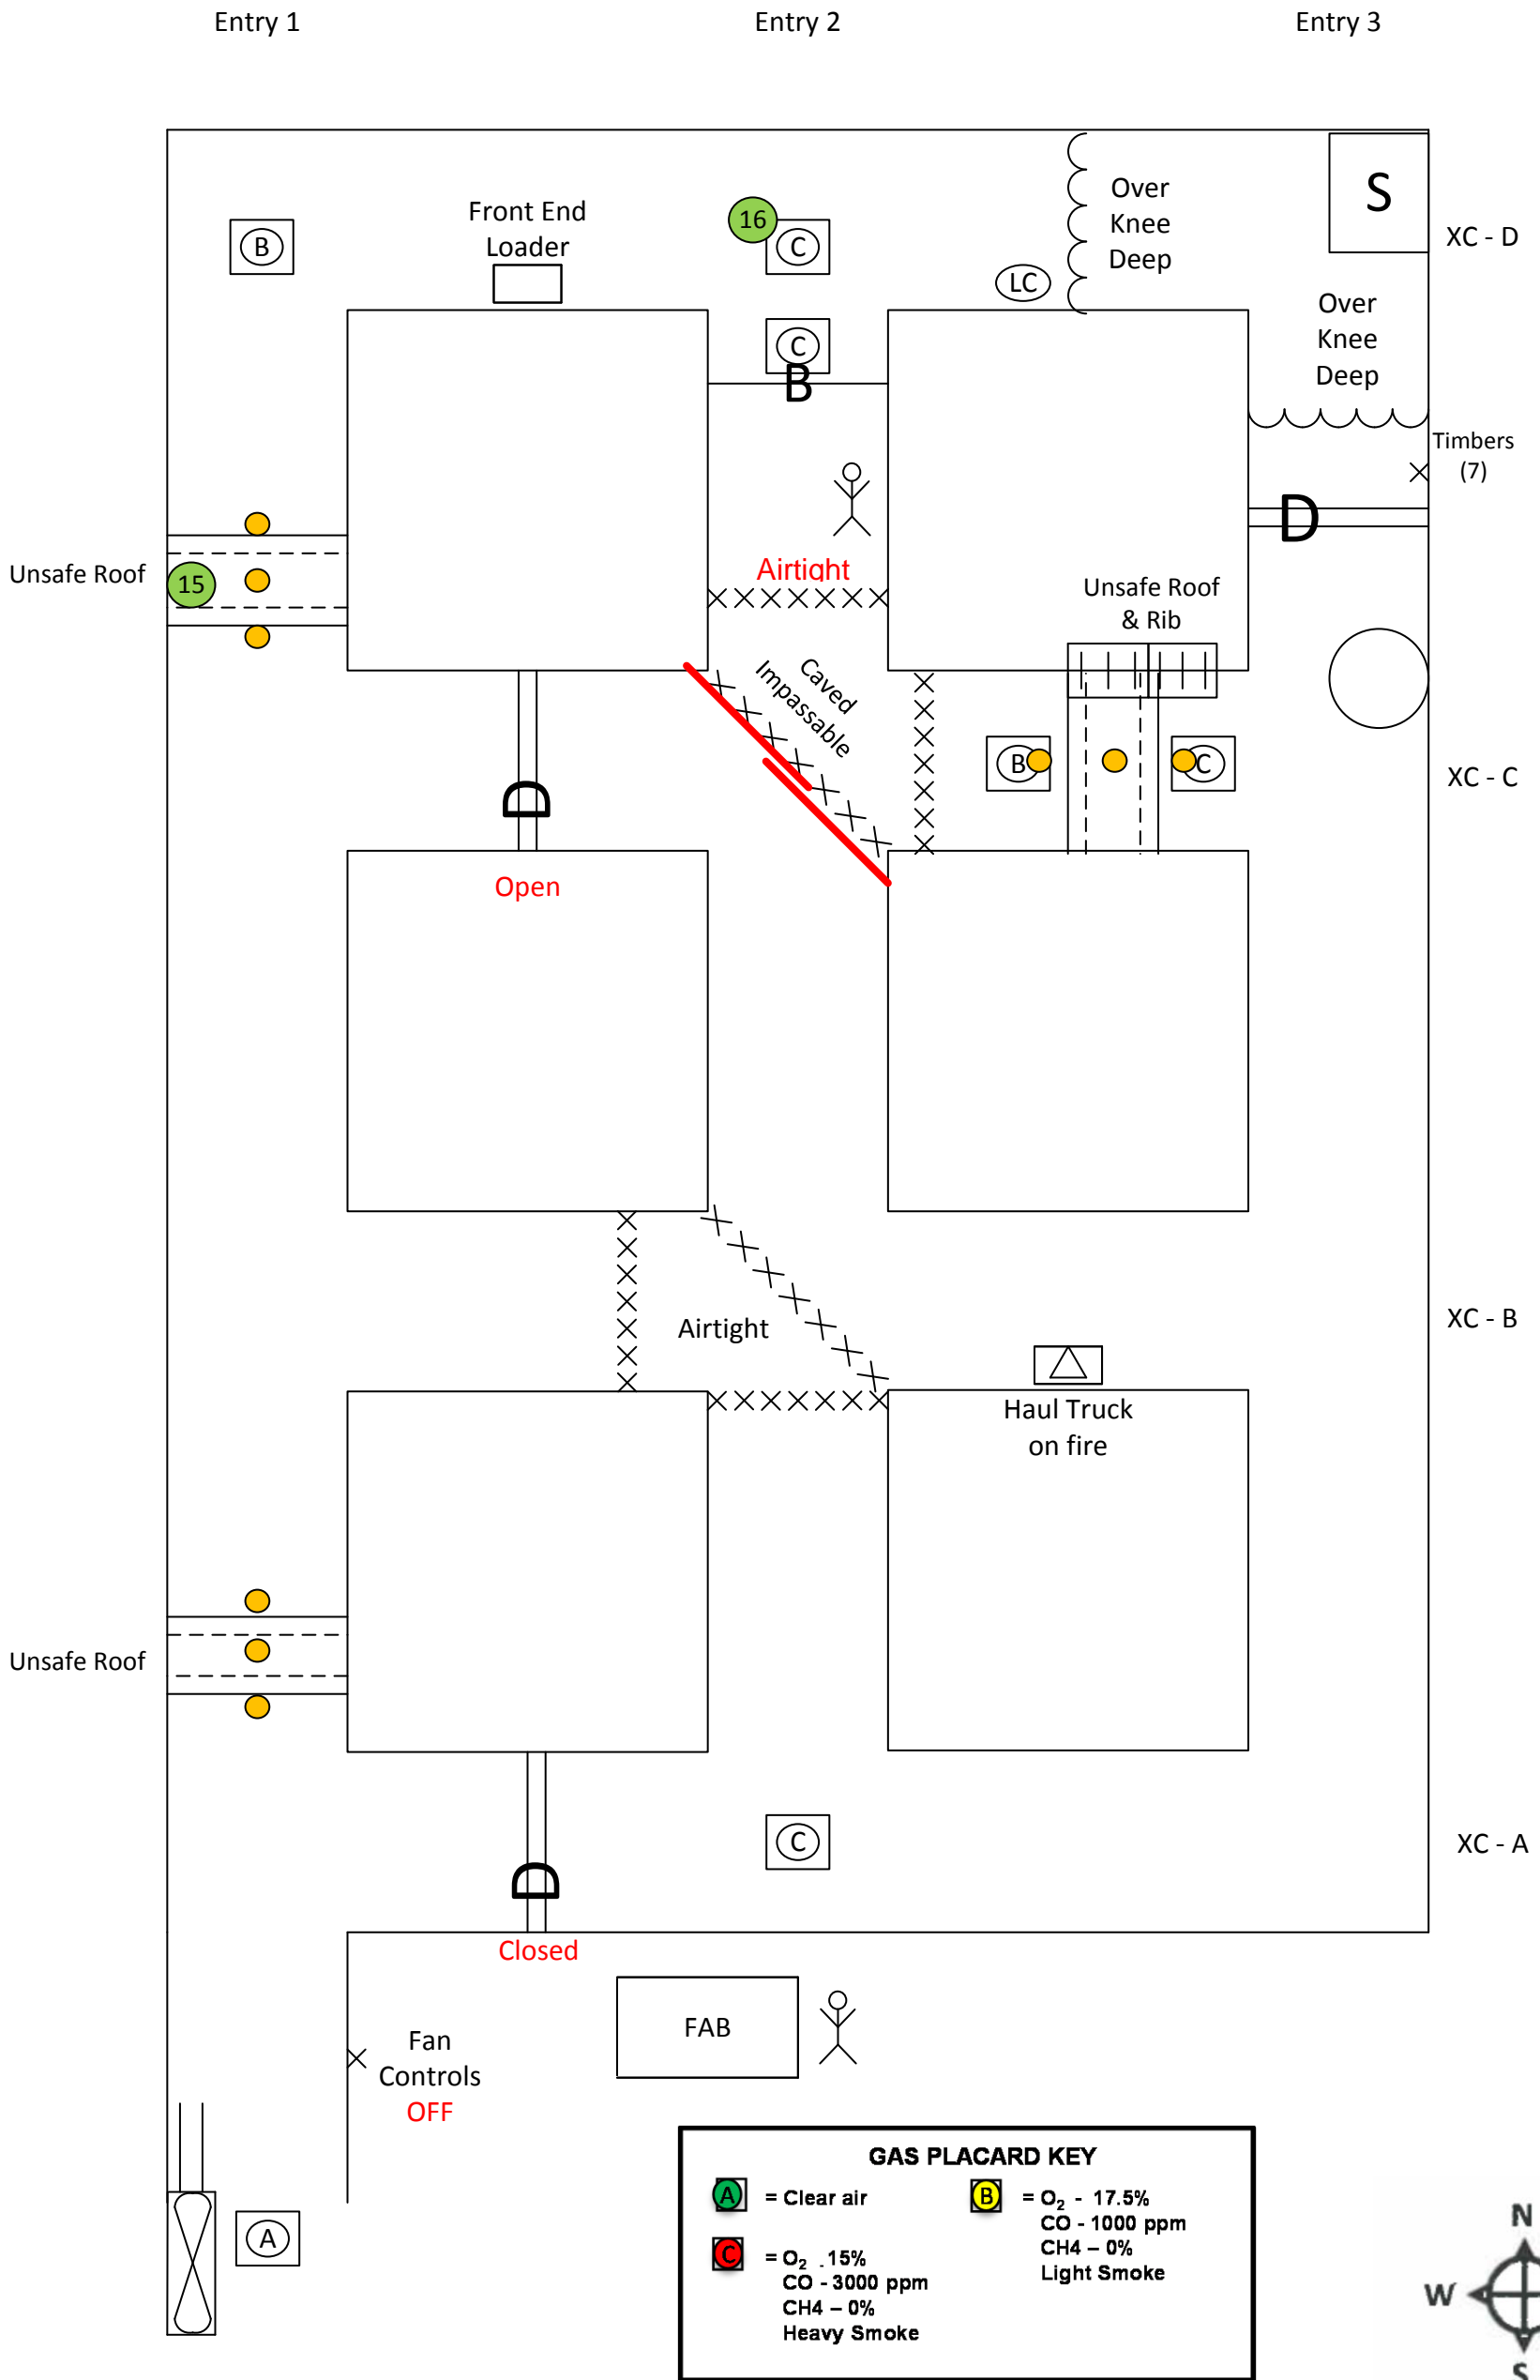 Entry 1
Entry 2
Entry 3
S
XC - D
Front End
Loader
B
16
C
Over
Knee
Deep
LC
Over
Knee
Deep
C
B
Timbers
(7)
D
Unsafe Roof
15
Airtight
Unsafe Roof
& Rib
Caved
Impassable
B
C
XC - C
D
Open
Airtight
XC - B
Haul Truck
on fire
Unsafe Roof
C
XC - A
D
Closed
FAB
Fan
Controls
OFF
A
GAS PLACARD KEY
A = Clear air
B = O2 - 17.5%
CO - 1000 ppm
CH4 – 0%
Light Smoke
C = O2 . 15%
CO - 3000 ppm
CH4 – 0%
Heavy Smoke
N
W
S